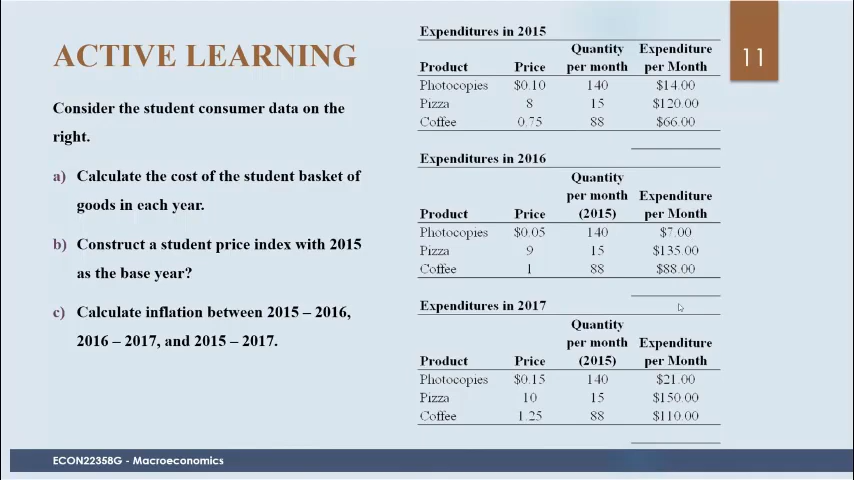 ACTIVE LEARNING
Consider the student consumer data on the
right.
a) Calculate the cost of the student basket of
goods in each year.
b) Construct a student price index with 2015
as the base year?
c) Calculate inflation between 2015 – 2016,
2016 – 2017, and 2015 – 2017.
Expenditures in 2015
Quantity Expenditure
Product Price per month per Month
Photocopies $0.10 140 $14.00
Pizza 8 15 $120.00
Coffee 0.75 88 $66.00
Expenditures in 2016
Quantity
per month Expenditure
Product Price (2015) per Month
Photocopies $0.05 140 $7.00
Pizza 9 15 $135.00
Coffee 1 88 $88.00
Expenditures in 2017
Quantity
per month Expenditure
Product Price (2015) per Month
Photocopies $0.15 140 $21.00
Pizza 10 15 $150.00
Coffee 1.25 88 $110.00
11
ECON22358G - Macroeconomics